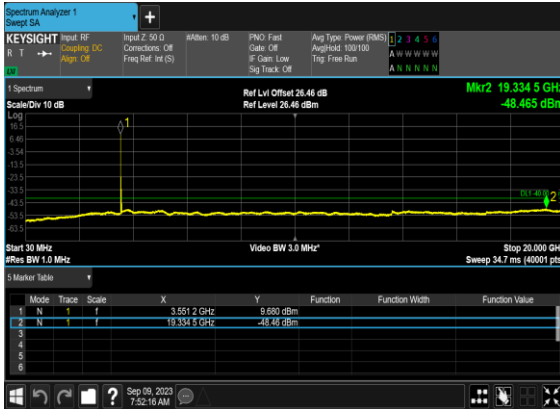 Spectrum Analyzer 1
Swept SA
+
KEYSIGHT Input: RF Input Z: 50 Ω #Atten: 10 dB PNO: Fast Avg Type: Power (RMS) 1 2 3 4 5 6
R T Coupling: DC Corrections: Off Gate: Off Avg|Hold: 100/100 A W W W W W
Align: Off Freq Ref: Int (S) IF Gain: Low Trig: Free Run
Sig Track: Off A N N N N N
1 Spectrum Ref Lvl Offset 26.46 dB Mkr2 19.334 5 GHz
Scale/Div 10 dB Ref Level 26.46 dBm -48.465 dBm
Log
16.5
6.46
-3.54
-13.5
-23.5
-33.5
-43.5
-53.5
-63.5
1
2
Start 30 MHz Video BW 3.0 MHz* Stop 20.000 GH
#Res BW 1.0 MHz Sweep 34.7 ms (40001 pts
5 Marker Table
Mode Trace Scale X Y Function Function Width Function Value
1 N 1 f 3.551 2 GHz 9.680 dBm
2 N 1 f 19.334 5 GHz -48.46 dBm
3
4
5
6
? Sep 09, 2023
7:52:16 AM